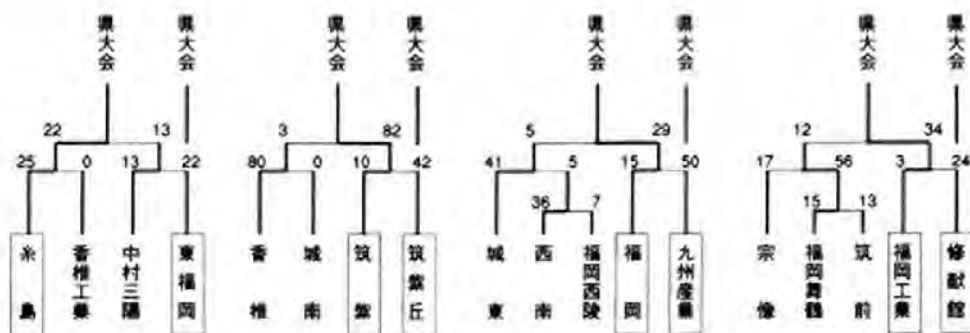 県大会
県大会
県大会
県大会
県大会
県大会
県大会
県大会
22 13
3 82
5 29
12 34
25 0 13 22
80 0 10 42
41 5 15 50
17 56 3 24
36 7
15 13
糸島
香椎工業
中村三陽
東福岡
香椎
城南
筑紫
筑紫丘
城東
西南
福岡西陵
福岡
九州産業
宗像
福岡舞鶴
筑前
福岡工業
修猷館